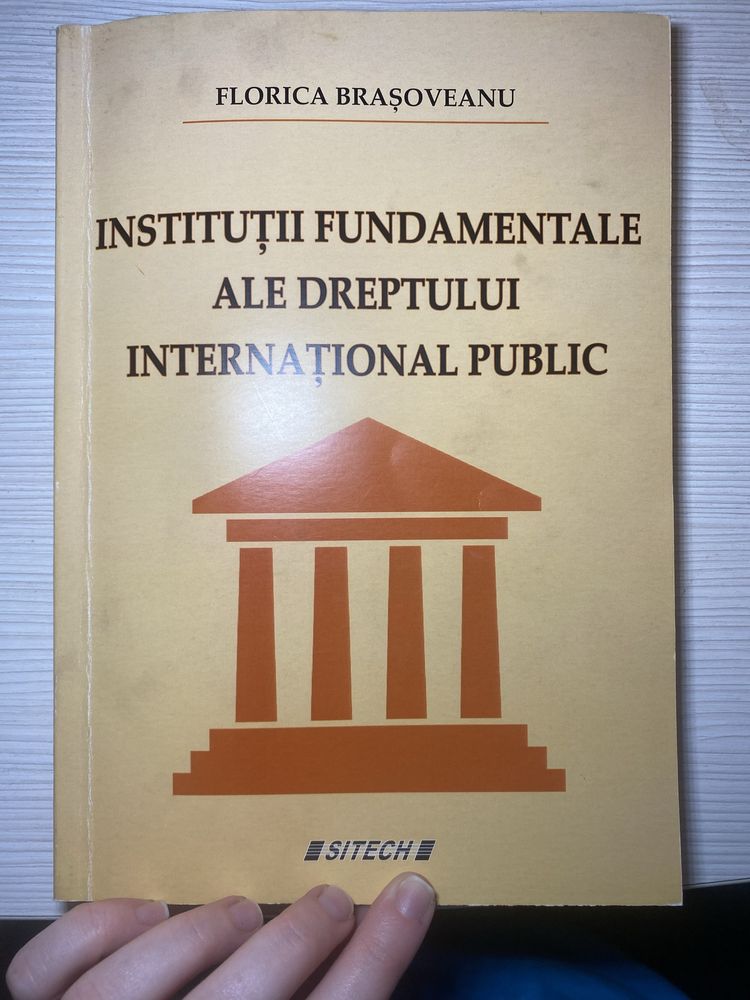 FLORICA BRAȘOVEANU
INSTITUȚII FUNDAMENTALE
ALE DREPTULUI
INTERNAȚIONAL PUBLIC
SITECH